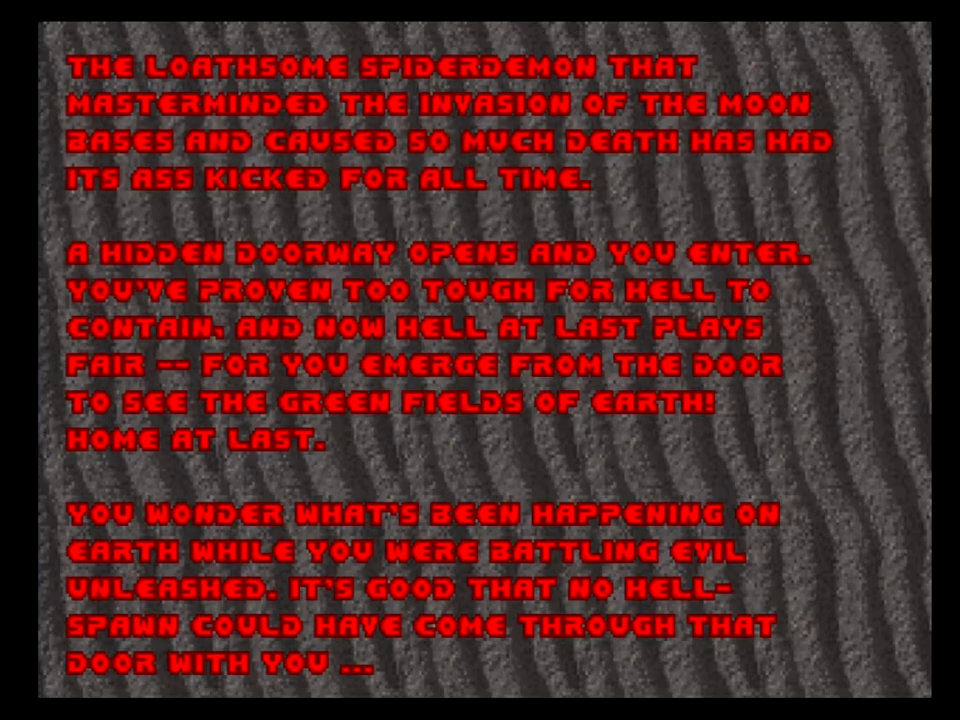 THE LOATHSOME SPIDERDEMON THAT
MASTERMINDED THE INVASION OF THE MOON
BASES AND CAUSED SO MUCH DEATH HAS HAD
ITS ASS KICKED FOR ALL TIME.

A HIDDEN DOORWAY OPENS AND YOU ENTER.
YOU'VE PROVEN TOO TOUGH FOR HELL TO
CONTAIN, AND NOW HELL AT LAST PLAYS
FAIR -- FOR YOU EMERGE FROM THE DOOR
TO SEE THE GREEN FIELDS OF EARTH!
HOME AT LAST.

YOU WONDER WHAT'S BEEN HAPPENING ON
EARTH WHILE YOU WERE BATTLING EVIL
UNLEASHED. IT'S GOOD THAT NO HELL-
SPAWN COULD HAVE COME THROUGH THAT
DOOR WITH YOU ...